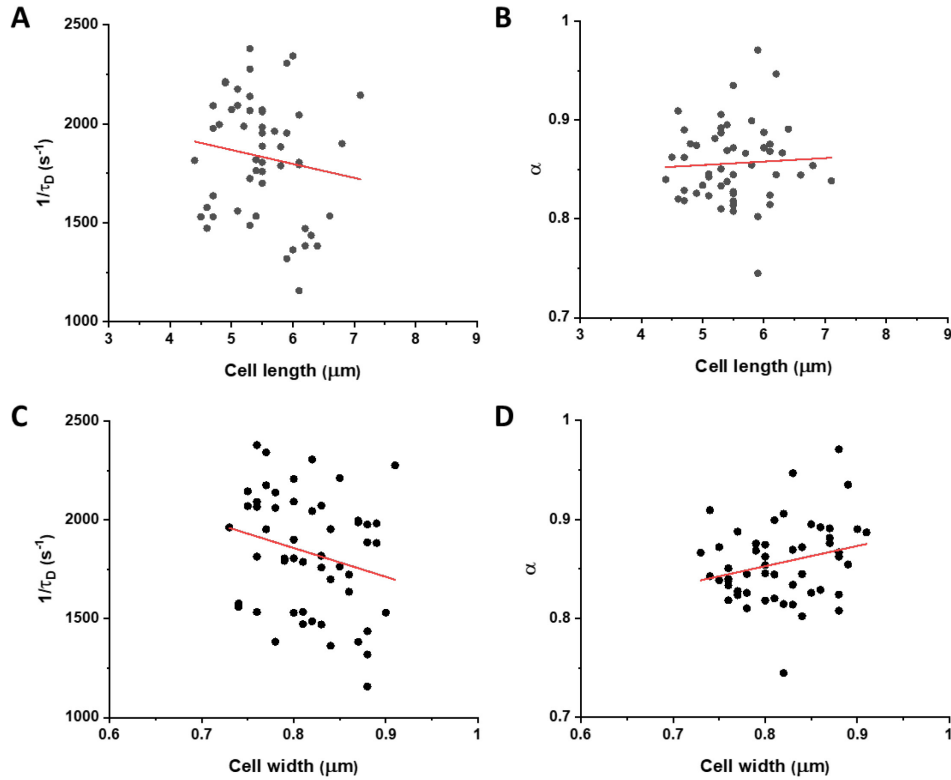 A
2500
2000
1500
1000
1/τD (s-1)
3 4 5 6 7 8 9
Cell length (μm)
B
1
0.9
0.8
0.7
α
3 4 5 6 7 8 9
Cell length (μm)
C
2500
2000
1500
1000
1/τD (s-1)
0.6 0.7 0.8 0.9 1
Cell width (μm)
D
1
0.9
0.8
0.7
α
0.6 0.7 0.8 0.9 1
Cell width (μm)